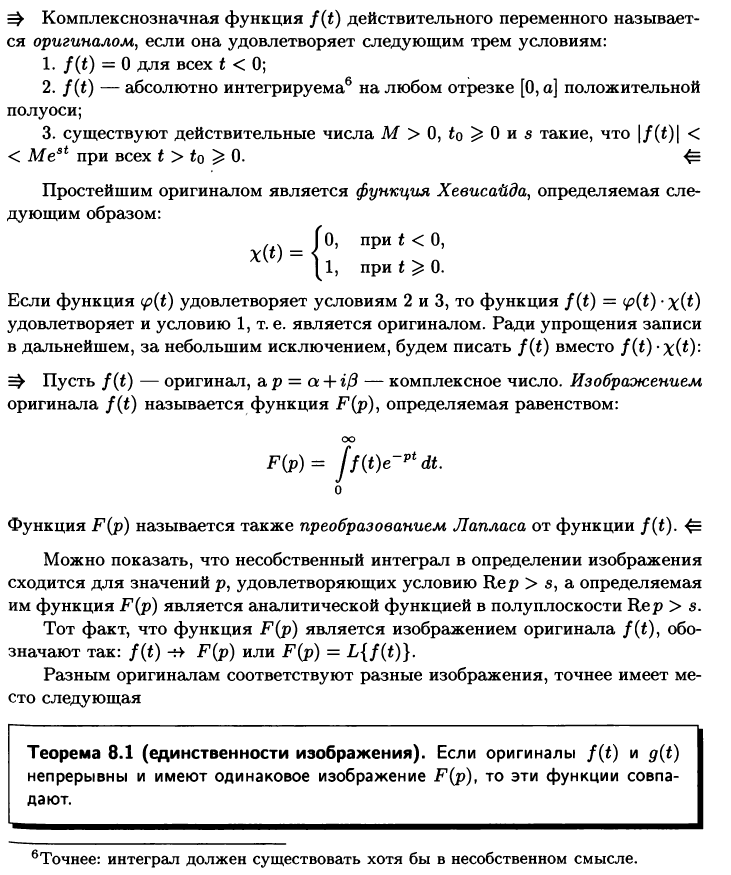 ⇛ Комплекснозначная функция f(t) действительного переменного называет-
ся оригиналом, если она удовлетворяет следующим трем условиям:
1. f(t) = 0 для всех t < 0;
2. f(t) — абсолютно интегрируема⁶ на любом отрезке [0, a] положительной
полуоси;
3. существуют действительные числа M > 0, t₀ ⩾ 0 и s такие, что |f(t)| <
< Meˢᵗ при всех t > t₀ ⩾ 0. ⋐
Простейшим оригиналом является функция Хевисайда, определяемая сле-
дующим образом:
χ(t) = { 0, при t < 0,
1, при t ⩾ 0.
Если функция φ(t) удовлетворяет условиям 2 и 3, то функция f(t) = φ(t) · χ(t)
удовлетворяет и условию 1, т. е. является оригиналом. Ради упрощения записи
в дальнейшем, за небольшим исключением, будем писать f(t) вместо f(t) · χ(t):
⇛ Пусть f(t) — оригинал, а p = α + iβ — комплексное число. Изображением
оригинала f(t) называется функция F(p), определяемая равенством:
∞
F(p) = ∫ f(t)e⁻ᵖᵗ dt.
0
Функция F(p) называется также преобразованием Лапласа от функции f(t). ⋐
Можно показать, что несобственный интеграл в определении изображения
сходится для значений p, удовлетворяющих условию Re p > s, а определяемая
им функция F(p) является аналитической функцией в полуплоскости Re p > s.
Тот факт, что функция F(p) является изображением оригинала f(t), обо-
значают так: f(t) ⇥ F(p) или F(p) = L{f(t)}.
Разным оригиналам соответствуют разные изображения, точнее имеет ме-
сто следующая
Теорема 8.1 (единственности изображения). Если оригиналы f(t) и g(t)
непрерывны и имеют одинаковое изображение F(p), то эти функции совпа-
дают.
⁶Точнее: интеграл должен существовать хотя бы в несобственном смысле.